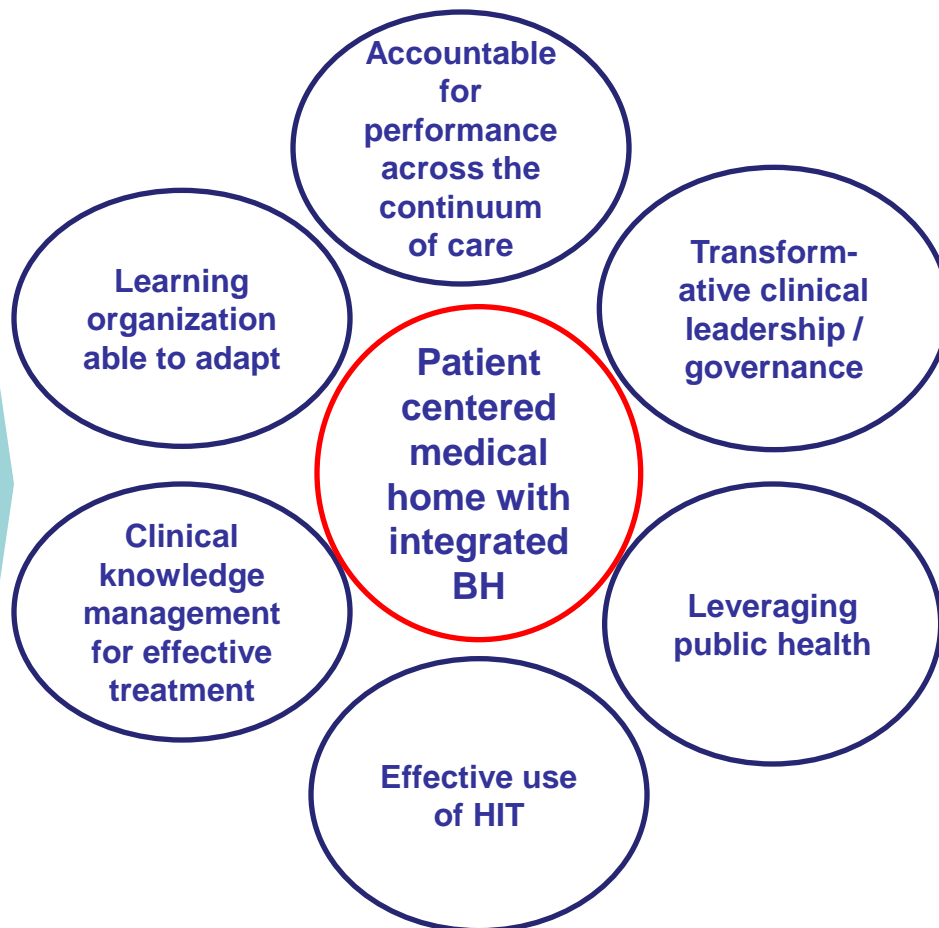 Accountable
for
performance
across the
continuum
of care
Transform-
ative clinical
leadership /
governance
Learning
organization
able to adapt
Patient
centered
medical
home with
integrated
BH
Clinical
knowledge
management
for effective
treatment
Leveraging
public health
Effective use
of HIT